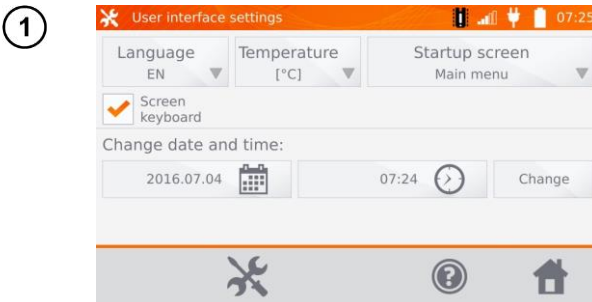 1
User interface settings 07:25
Language Temperature Startup screen
EN [°C] Main menu
Screen
keyboard
Change date and time:
2016.07.04 07:24 Change
?